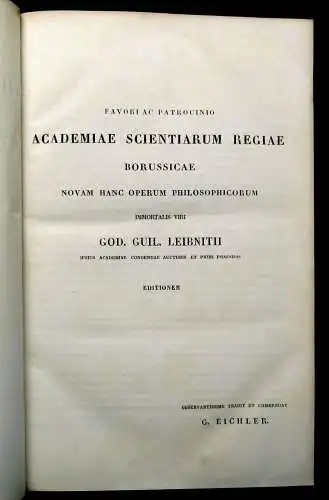 FAVORI AC PATROCINIO
ACADEMIAE SCIENTIARUM REGIAE
BORUSSICAE
NOVAM HANC OPERUM PHILOSOPHICORUM
IMMORTALIS VIRI
GOD. GUIL. LEIBNITII
IPSIUS ACADEMIAE CONDENDAE AUCTORIS ET PRIMI PRAESIDIS
EDITIONEM
OBSERVANTISSIME TRADIT ET COMMENDAT
G. EICHLER.